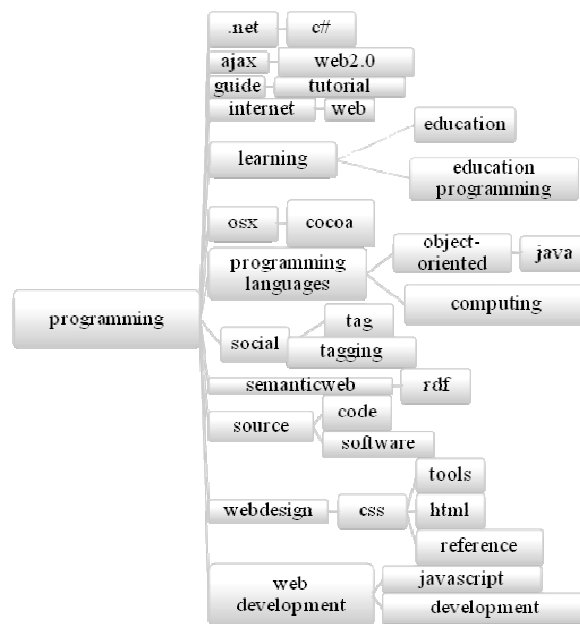 .net
c#
ajax
web2.0
guide
tutorial
internet
web
learning
education
education
programming
osx
cocoa
programming
languages
object-
oriented
java
computing
programming
social
tag
tagging
semanticweb
rdf
source
code
software
webdesign
css
tools
html
reference
web
development
javascript
development